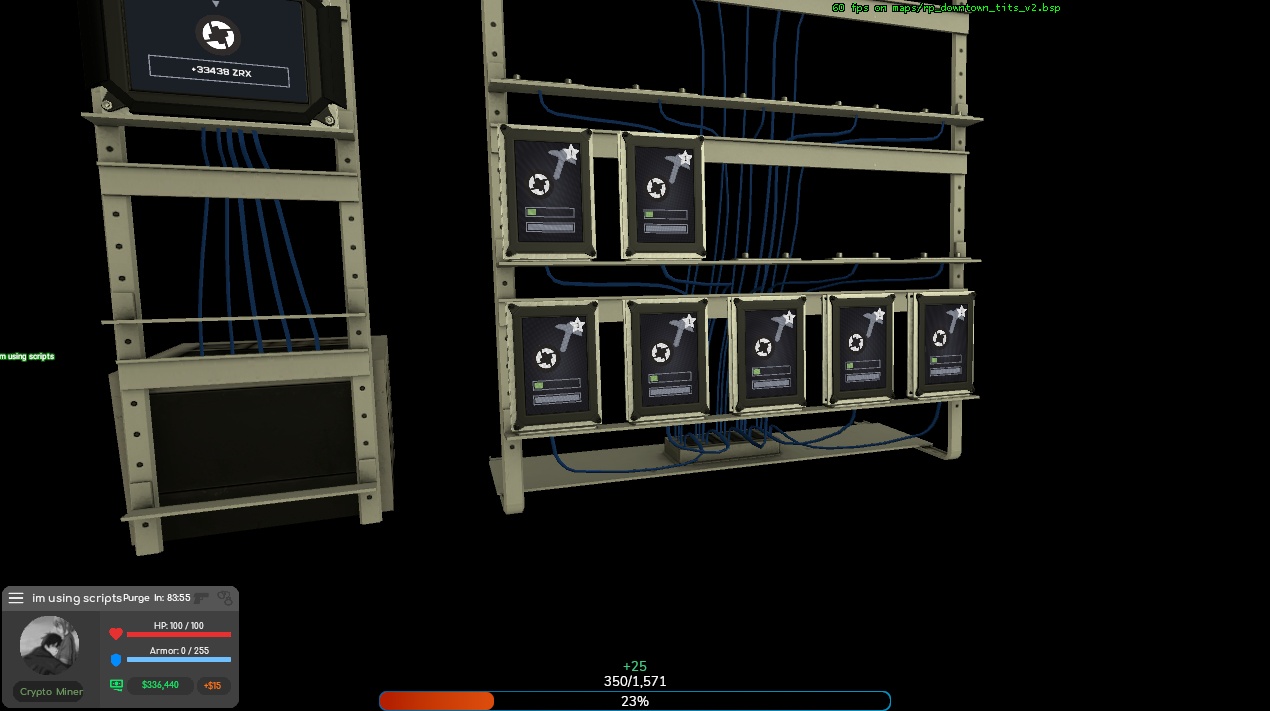 60 fps on maps/rp_downtown_tits_v2.bsp
+33438 ZRX
m using scripts
im using scripts Purge In: 83:55
HP: 100 / 100
Armor: 0 / 255
$336,440 +$15
Crypto Miner
+25
350/1,571
23%